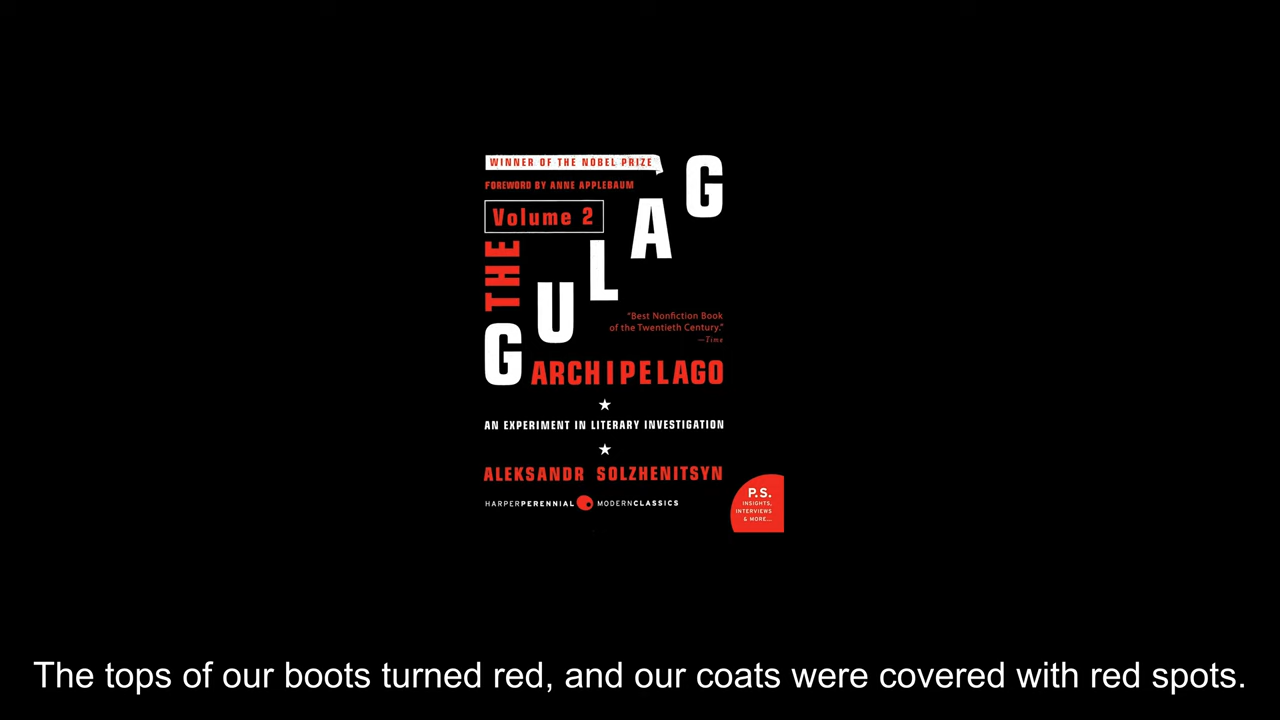 WINNER OF THE NOBEL PRIZE
FOREWORD BY ANNE APPLEBAUM
Volume 2
THE
GULAG
"Best Nonfiction Book
of the Twentieth Century."
—Time
ARCHIPELAGO
AN EXPERIMENT IN LITERARY INVESTIGATION
ALEKSANDR SOLZHENITSYN
HARPERPERENNIAL MODERNCLASSICS
P.S.
INSIGHTS,
INTERVIEWS
& MORE...
The tops of our boots turned red, and our coats were covered with red spots.